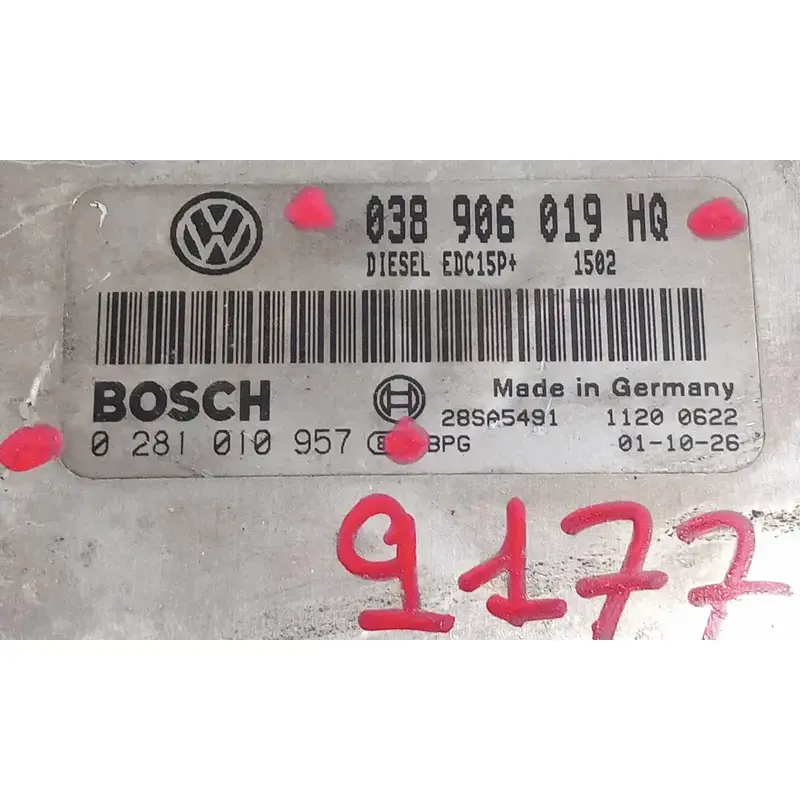 038 906 019 HQ
DIESEL EDC15P+ 1502
BOSCH
Made in Germany
28SA5491 1120 0622
0 281 010 957 BPG 01-10-26
9177